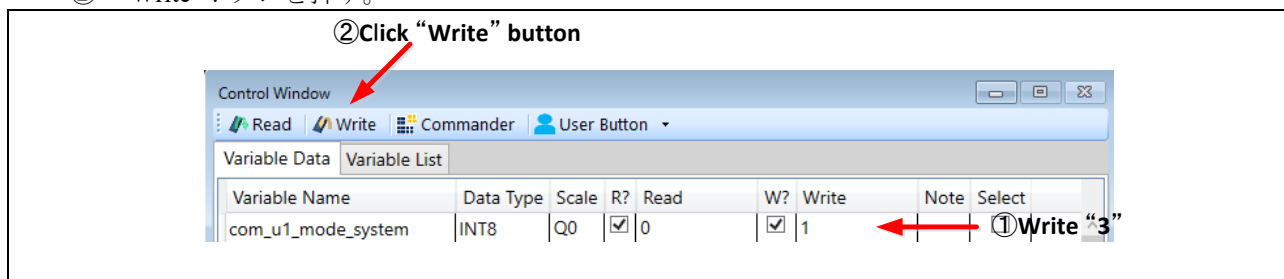 ②Click “Write” button
Control Window
Read Write Commander User Button
Variable Data Variable List
Variable Name Data Type Scale R? Read W? Write Note Select
com_u1_mode_system INT8 Q0 0 1
①Write “3”